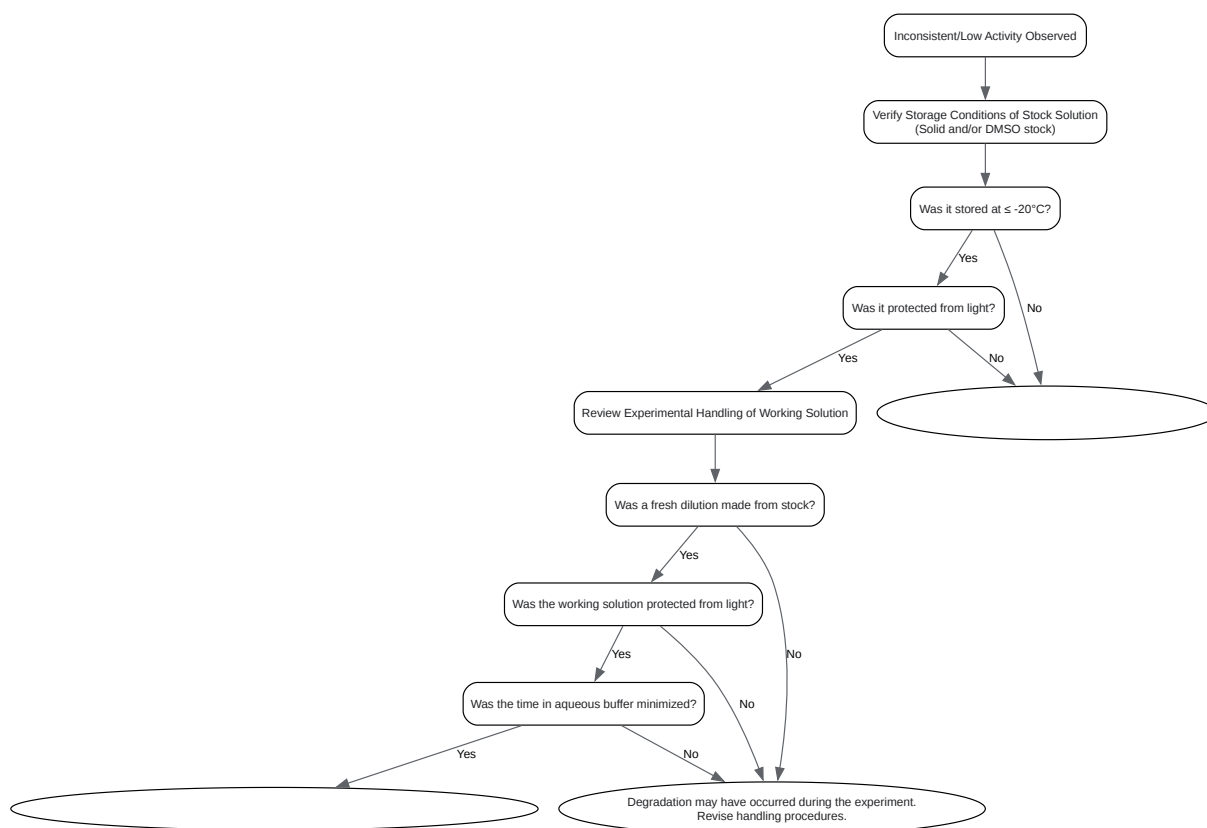 Inconsistent/Low Activity Observed
Verify Storage Conditions of Stock Solution
(Solid and/or DMSO stock)
Was it stored at ≤ -20°C?
Yes
Was it protected from light?
No
Yes
No
Review Experimental Handling of Working Solution
Was a fresh dilution made from stock?
Yes
Was the working solution protected from light?
Yes
No
Was the time in aqueous buffer minimized?
No
Yes
No
Degradation may have occurred during the experiment.
Revise handling procedures.